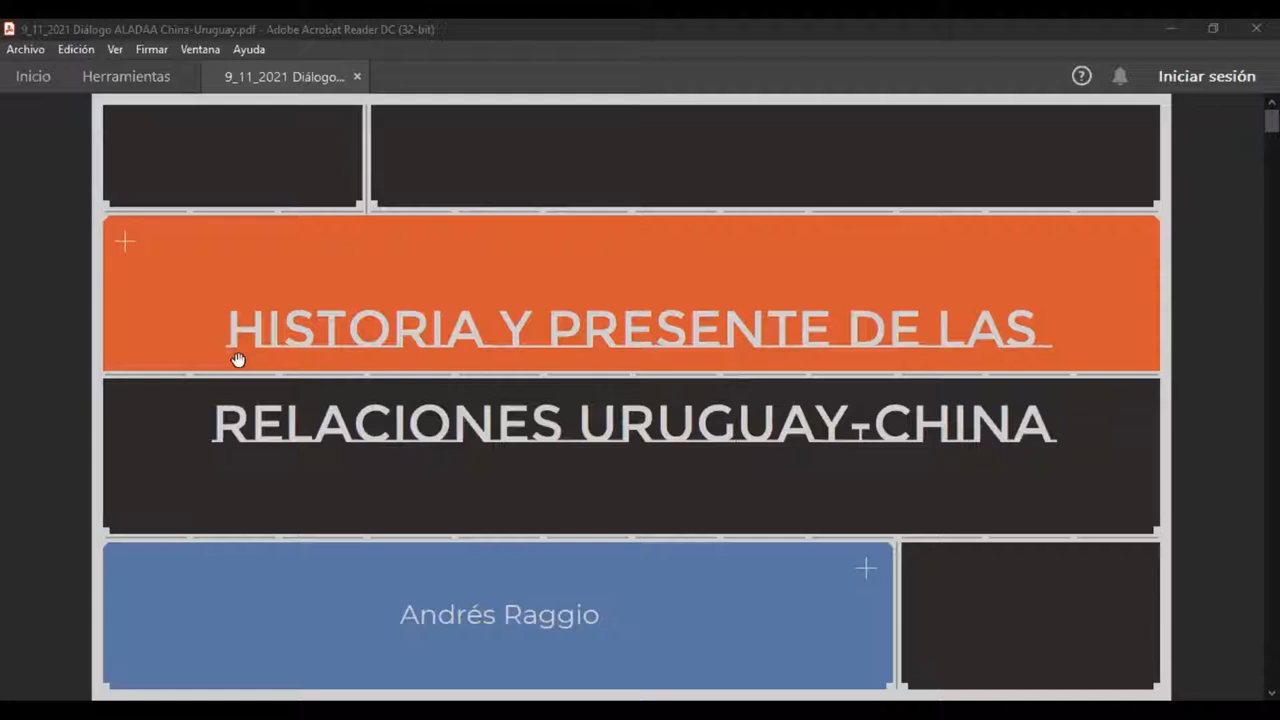 9_11_2021 Diálogo ALADAA China-Uruguay.pdf - Adobe Acrobat Reader DC (32-bit)
Archivo Edición Ver Firmar Ventana Ayuda
Inicio Herramientas 9_11_2021 Diálogo... × Iniciar sesión
HISTORIA Y PRESENTE DE LAS
RELACIONES URUGUAY-CHINA
Andrés Raggio